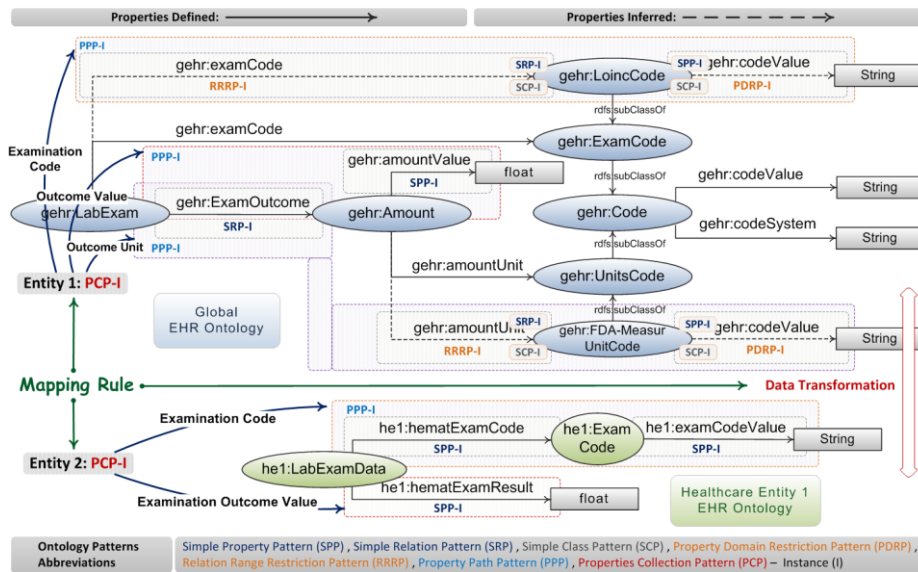 Properties Defined:
Properties Inferred:
PPP-I
gehr:examCode
RRRP-I
SRP-I
SCP-I
gehr:LoincCode
SPP-I
SCP-I
gehr:codeValue
PDRP-I
String
rdfs:subClassOf
gehr:examCode
gehr:ExamCode
Examination
Code
PPP-I
gehr:amountValue
SPP-I
float
rdfs:subClassOf
Outcome Value
gehr:LabExam
gehr:ExamOutcome
SRP-I
gehr:Amount
gehr:Code
gehr:codeValue
String
gehr:codeSystem
String
Outcome Unit
PPP-I
rdfs:subClassOf
gehr:amountUnit
gehr:UnitsCode
Entity 1: PCP-I
Global
EHR Ontology
rdfs:subClassOf
gehr:amountUnit
RRRP-I
SRP-I
SCP-I
gehr:FDA-Measur
UnitCode
SPP-I
SCP-I
gehr:codeValue
PDRP-I
String
Mapping Rule
Data Transformation
Examination Code
PPP-I
he1:hematExamCode
SPP-I
he1:Exam
Code
he1:examCodeValue
SPP-I
String
Entity 2: PCP-I
he1:LabExamData
he1:hematExamResult
SPP-I
float
Examination Outcome Value
Healthcare Entity 1
EHR Ontology
Ontology Patterns
Abbreviations
Simple Property Pattern (SPP) , Simple Relation Pattern (SRP) , Simple Class Pattern (SCP) , Property Domain Restriction Pattern (PDRP) ,
Relation Range Restriction Pattern (RRRP) , Property Path Pattern (PPP) , Properties Collection Pattern (PCP) – Instance (I)